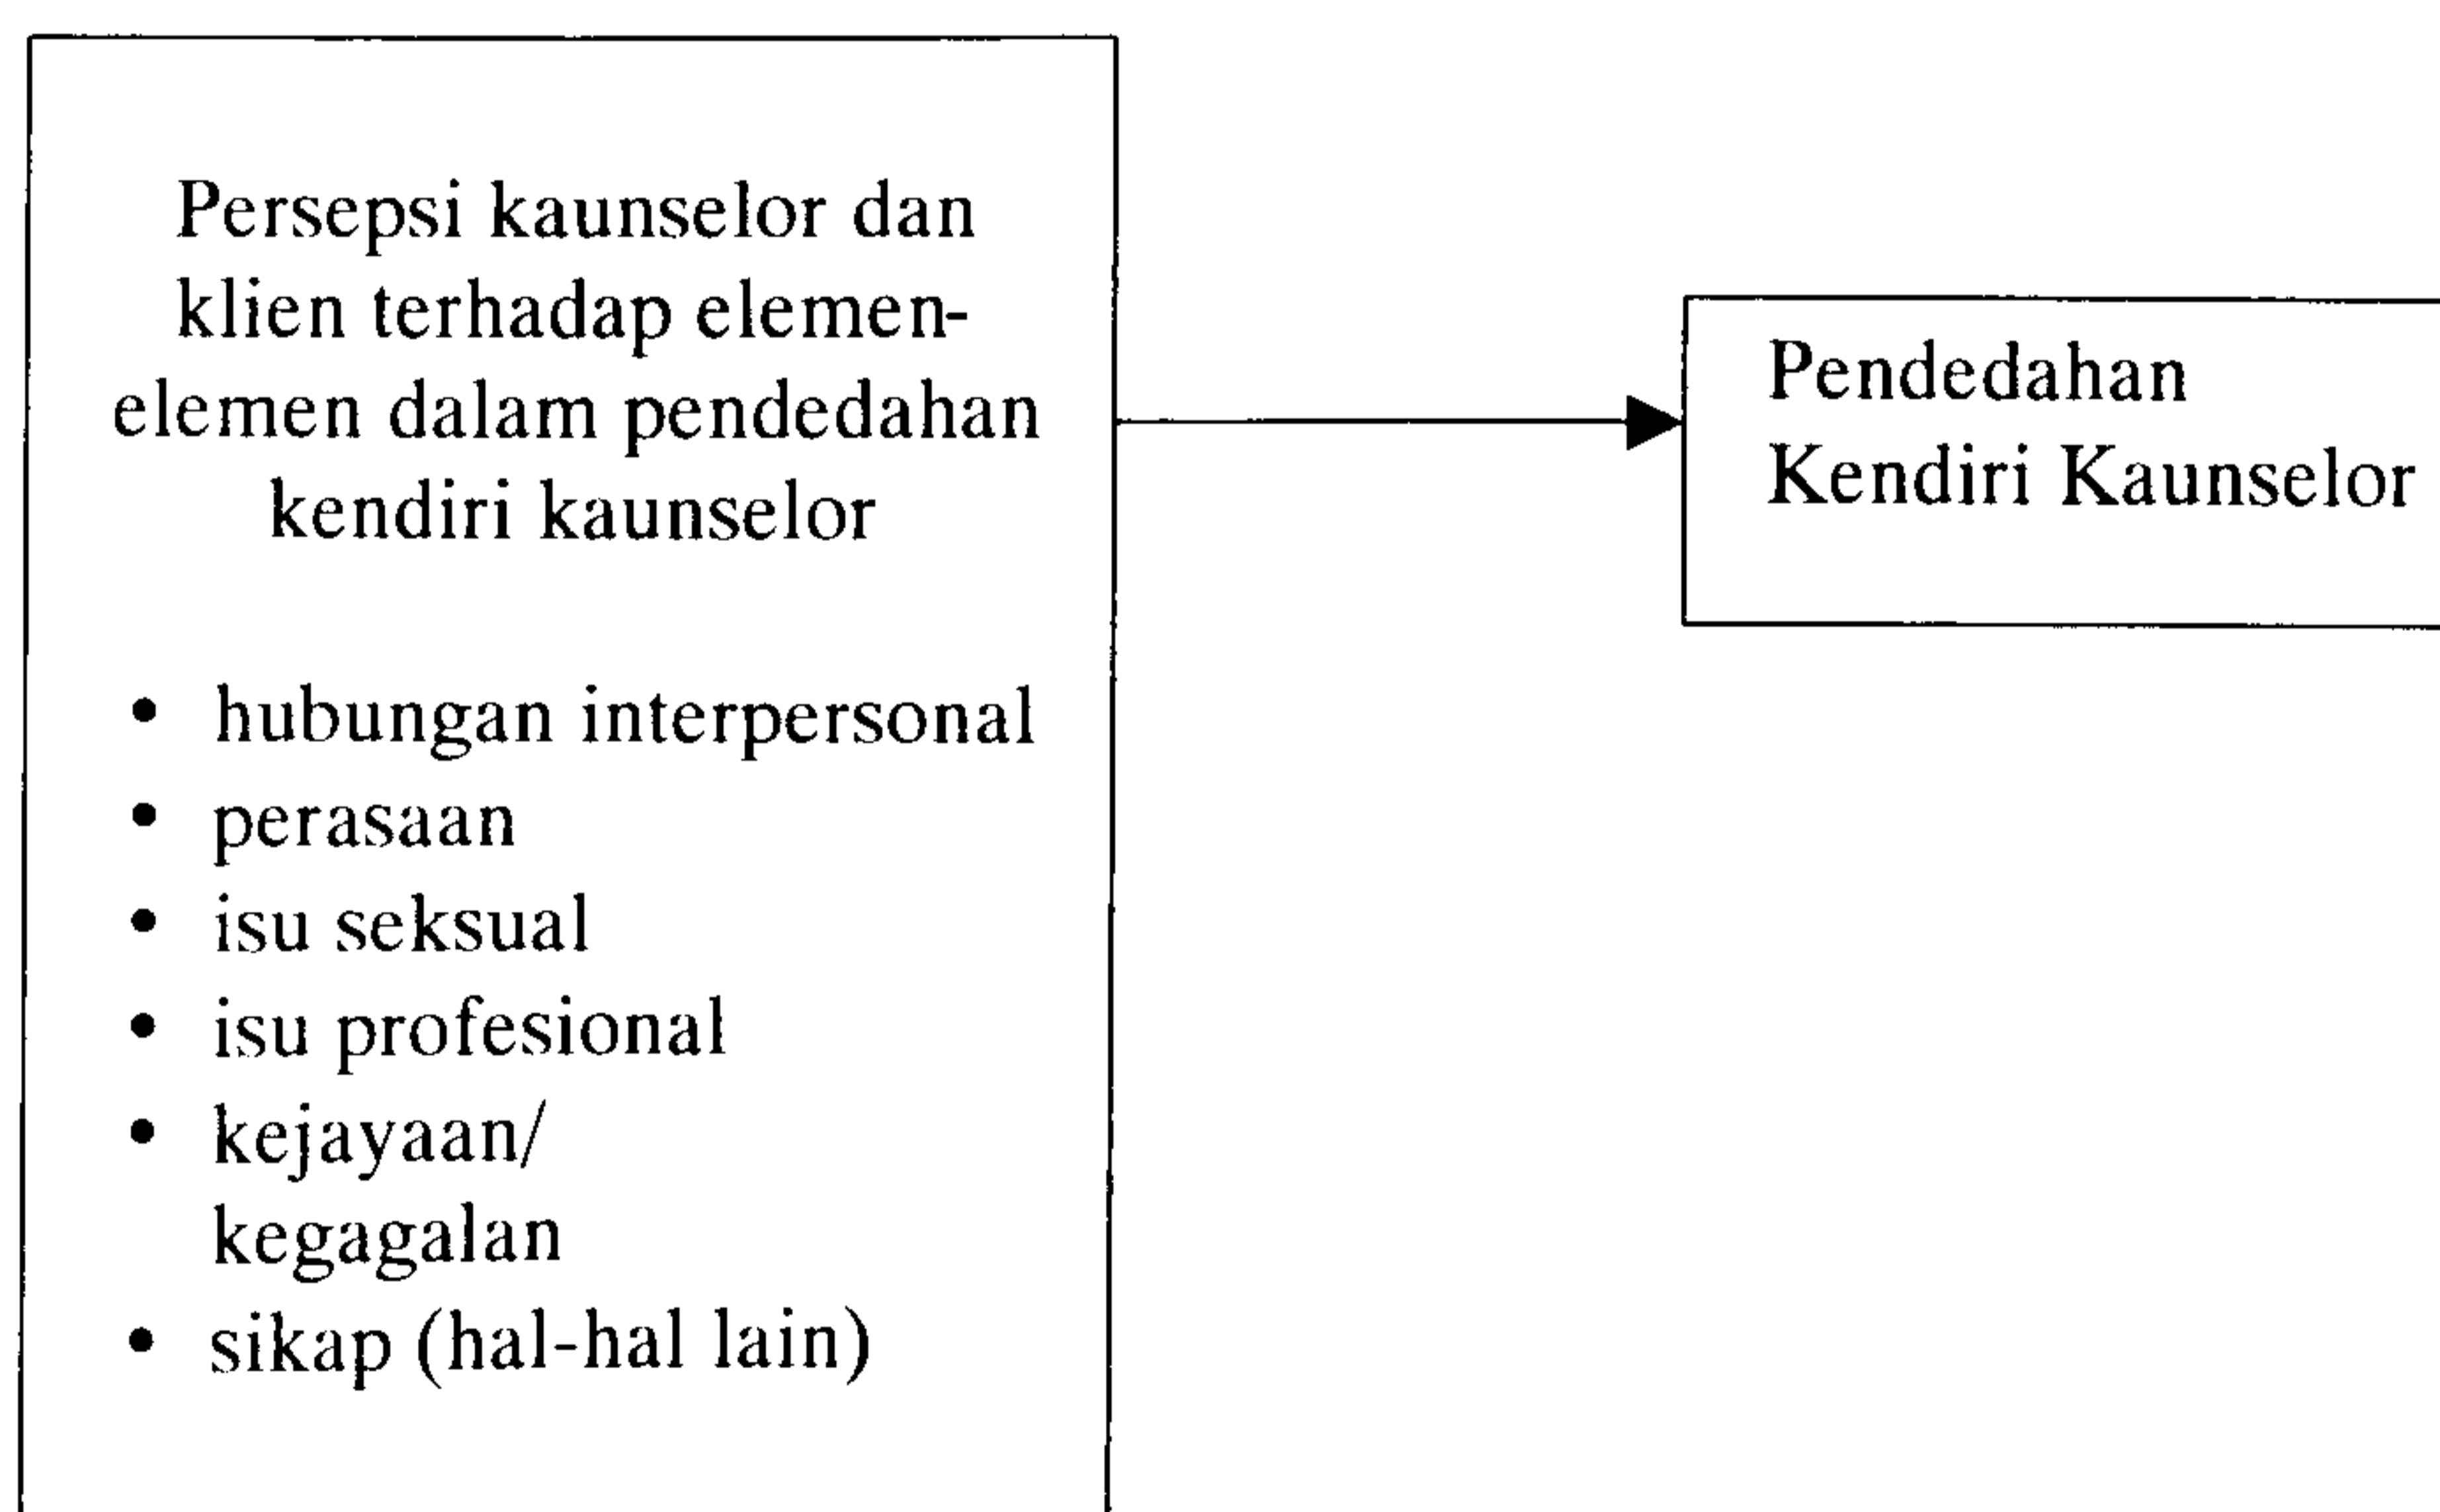 Persepsi kaunselor dan
klien terhadap elemen-
elemen dalam pendedahan
kendiri kaunselor
• hubungan interpersonal
• perasaan
• isu seksual
• isu profesional
• kejayaan/
kegagalan
• sikap (hal-hal lain)
Pendedahan
Kendiri Kaunselor